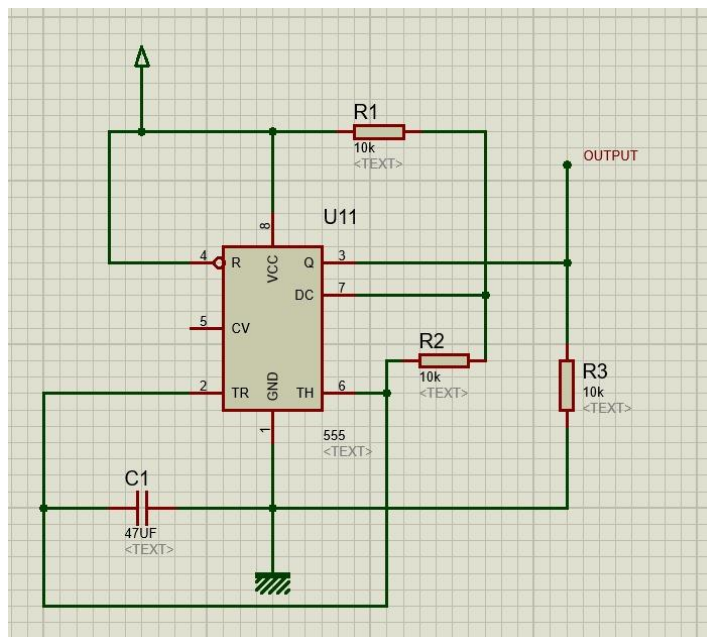 R1
10k
<TEXT>
OUTPUT
U11
8
4
R
VCC
Q
3
DC
7
5
CV
R2
10k
<TEXT>
R3
10k
<TEXT>
2
TR
GND
TH
6
1
555
<TEXT>
C1
47UF
<TEXT>